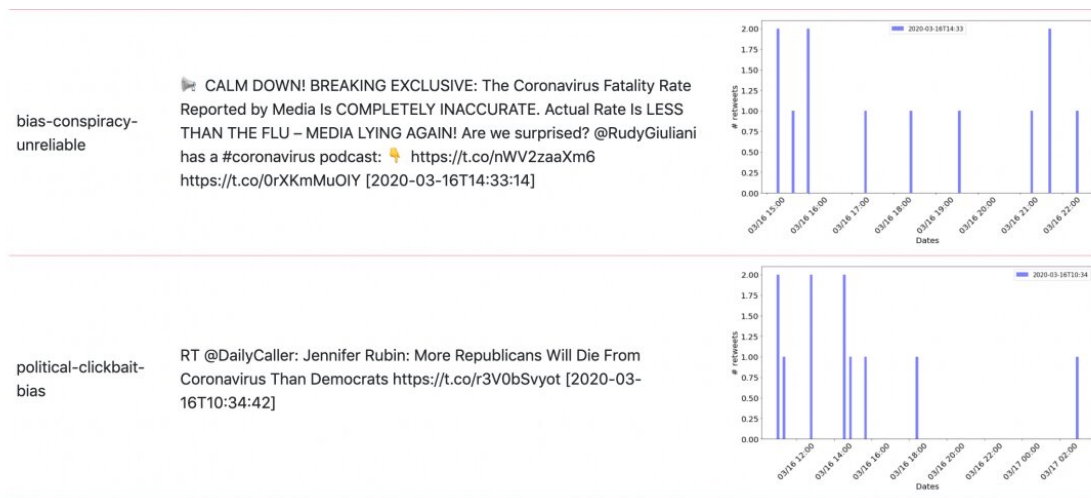 bias-conspiracy-
unreliable
📢 CALM DOWN! BREAKING EXCLUSIVE: The Coronavirus Fatality Rate
Reported by Media Is COMPLETELY INACCURATE. Actual Rate Is LESS
THAN THE FLU – MEDIA LYING AGAIN! Are we surprised? @RudyGiuliani
has a #coronavirus podcast: 👇 https://t.co/nWV2zaaXm6
https://t.co/0rXKmMuOIY [2020-03-16T14:33:14]
2020-03-16T14:33
# retweets
2.00
1.75
1.50
1.25
1.00
0.75
0.50
0.25
0.00
03/16 15:00
03/16 16:00
03/16 17:00
03/16 18:00
03/16 19:00
03/16 20:00
03/16 21:00
03/16 22:00
Dates
political-clickbait-
bias
RT @DailyCaller: Jennifer Rubin: More Republicans Will Die From
Coronavirus Than Democrats https://t.co/r3V0bSvyot [2020-03-
16T10:34:42]
2020-03-16T10:34
# retweets
2.00
1.75
1.50
1.25
1.00
0.75
0.50
0.25
0.00
03/16 12:00
03/16 14:00
03/16 16:00
03/16 18:00
03/16 20:00
03/16 22:00
03/17 00:00
03/17 02:00
Dates